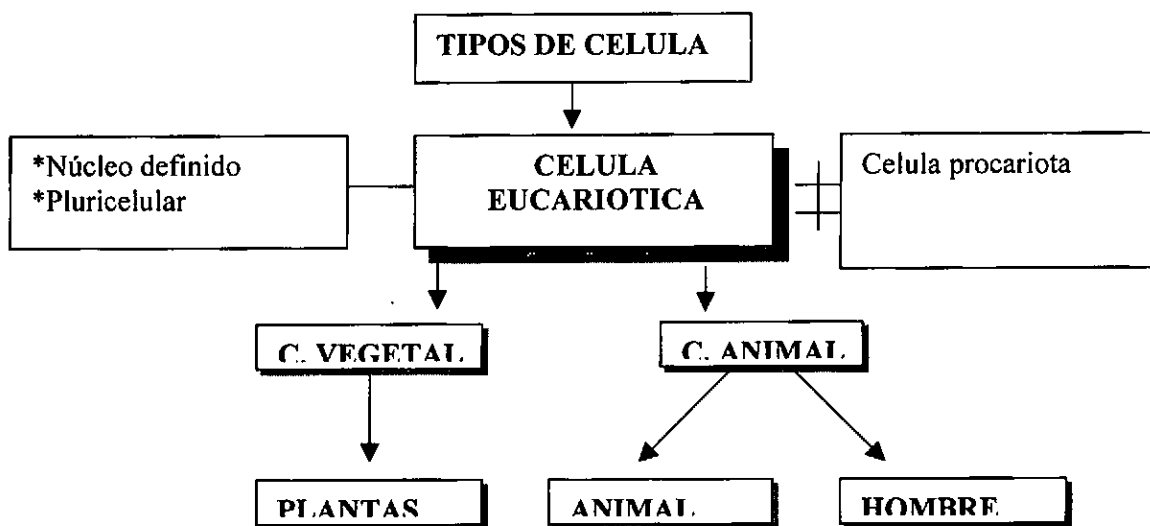 TIPOS DE CELULA
*Núcleo definido
*Pluricelular
CELULA
EUCARIOTICA
Celula procariota
C. VEGETAL
C. ANIMAL
PLANTAS
ANIMAL
HOMBRE